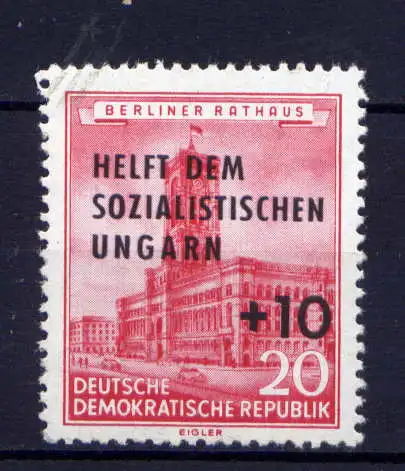 BERLINER RATHAUS
HELFT DEM
SOZIALISTISCHEN
UNGARN
+10
20
DEUTSCHE
DEMOKRATISCHE REPUBLIK
EIGLER